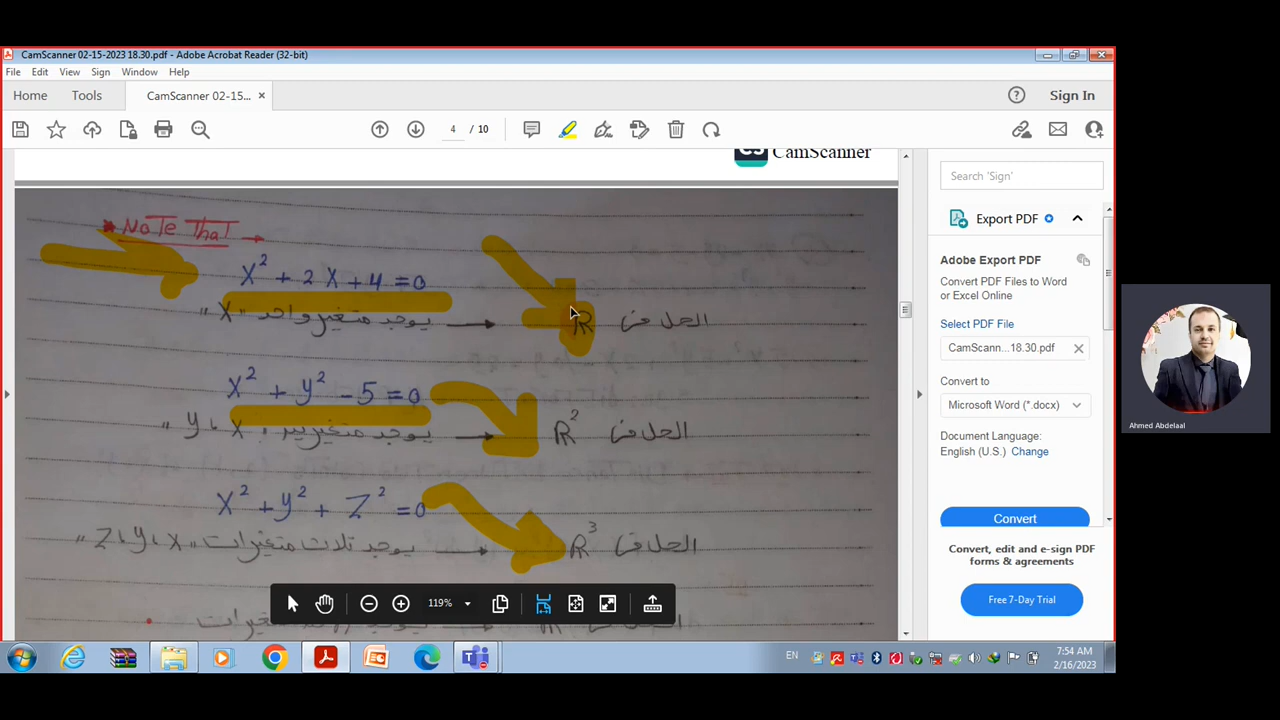 CamScanner 02-15-2023 18.30.pdf - Adobe Acrobat Reader (32-bit)
File Edit View Sign Window Help
Home Tools CamScanner 02-15... × Sign In
4 / 10
CamScanner
Search 'Sign'
Export PDF
Adobe Export PDF
Convert PDF Files to Word
or Excel Online
Select PDF File
CamScann...18.30.pdf
Convert to
Microsoft Word (*.docx)
Document Language:
English (U.S.) Change
Convert
Convert, edit and e-sign PDF
forms & agreements
Free 7-Day Trial
Note That →
X² + 2X + 4 = 0
الحل في R ← يوجد متغير واحد "X"
X² + y² - 5 = 0
الحل في R² ← يوجد متغيرين "X، y"
X² + y² + Z² = 0
الحل في R³ ← يوجد ثلاث متغيرات "X، y، Z"
119%
Ahmed Abdelaal
EN
7:54 AM
2/16/2023